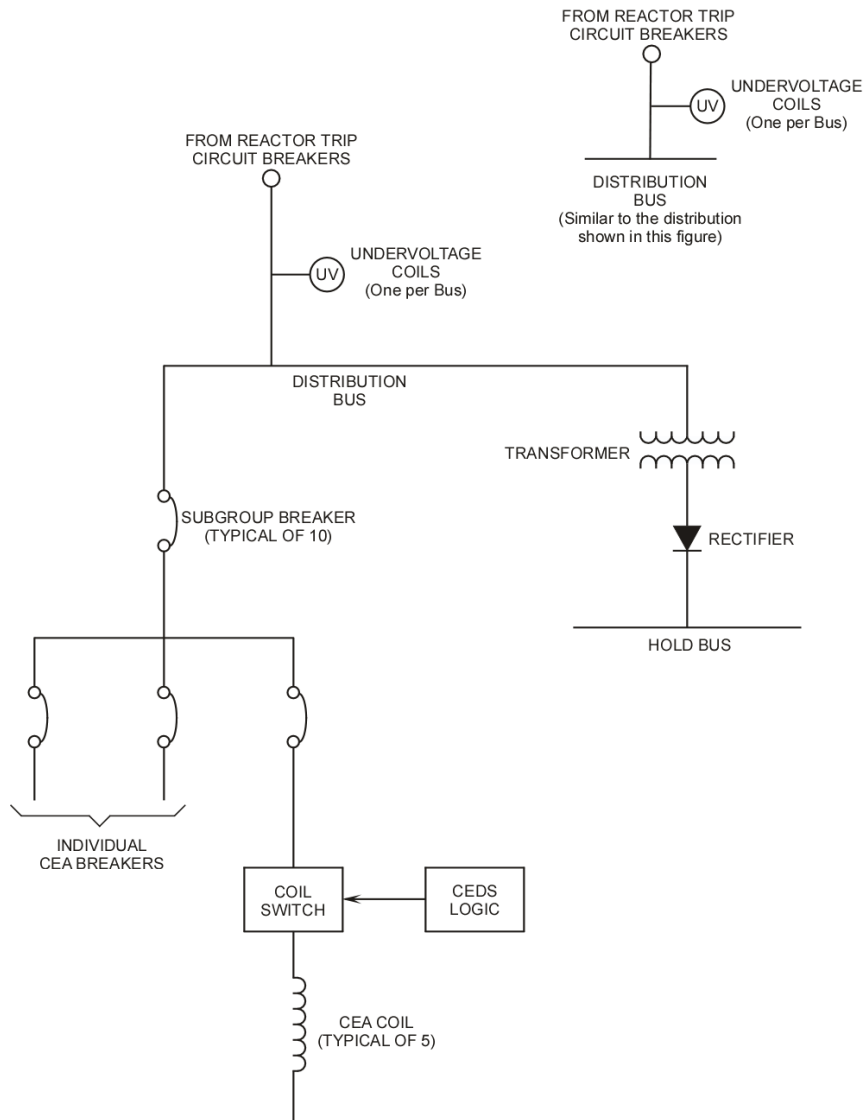 FROM REACTOR TRIP
CIRCUIT BREAKERS
UV
UNDERVOLTAGE
COILS
(One per Bus)
DISTRIBUTION
BUS
(Similar to the distribution
shown in this figure)
FROM REACTOR TRIP
CIRCUIT BREAKERS
UV
UNDERVOLTAGE
COILS
(One per Bus)
DISTRIBUTION
BUS
TRANSFORMER
SUBGROUP BREAKER
(TYPICAL OF 10)
RECTIFIER
HOLD BUS
INDIVIDUAL
CEA BREAKERS
COIL
SWITCH
CEDS
LOGIC
CEA COIL
(TYPICAL OF 5)